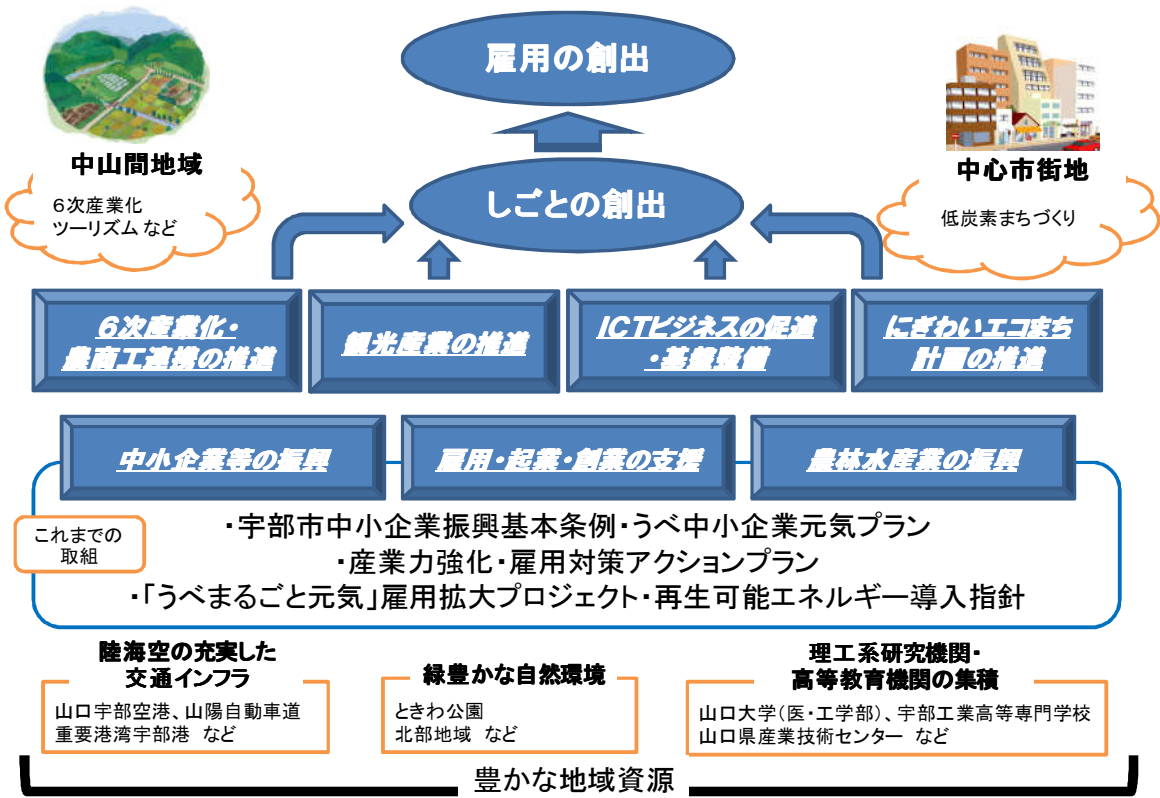 雇用の創出
しごとの創出
中山間地域
6次産業化
ツーリズム など
中心市街地
低炭素まちづくり
6次産業化・
農商工連携の推進
観光産業の推進
ICTビジネスの促進
・基盤整備
にぎわいエコまち
計画の推進
中小企業等の振興
雇用・起業・創業の支援
農林水産業の振興
これまでの
取組
・宇部市中小企業振興基本条例・うべ中小企業元気プラン
・産業力強化・雇用対策アクションプラン
・「うべまるごと元気」雇用拡大プロジェクト・再生可能エネルギー導入指針
陸海空の充実した
交通インフラ
山口宇部空港、山陽自動車道
重要港湾宇部港 など
緑豊かな自然環境
ときわ公園
北部地域 など
理工系研究機関・
高等教育機関の集積
山口大学(医・工学部)、宇部工業高等専門学校
山口県産業技術センター など
豊かな地域資源